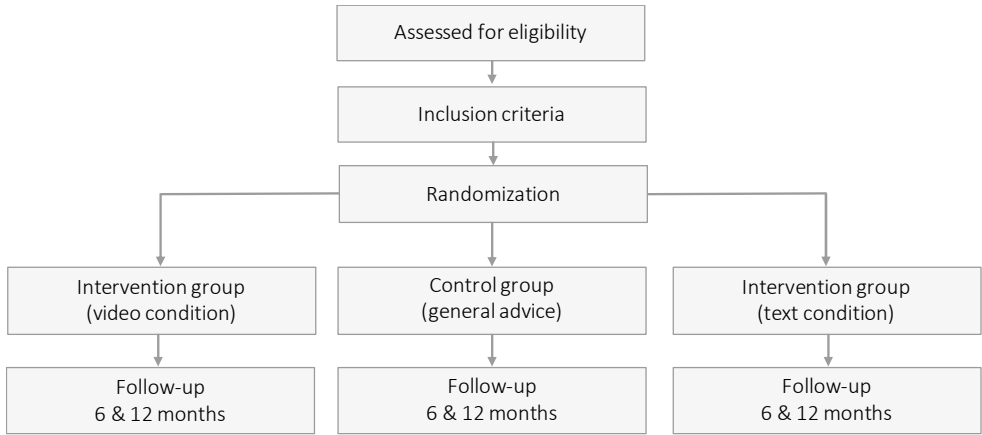 Assessed for eligibility
Inclusion criteria
Randomization
Intervention group
(video condition)
Control group
(general advice)
Intervention group
(text condition)
Follow-up
6 & 12 months
Follow-up
6 & 12 months
Follow-up
6 & 12 months